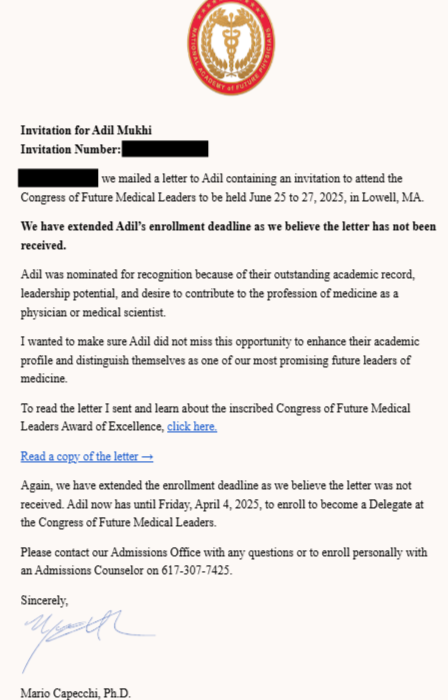 NATIONAL ACADEMY of FUTURE PHYSICIANS
Invitation for Adil Mukhi
Invitation Number:
we mailed a letter to Adil containing an invitation to attend the
Congress of Future Medical Leaders to be held June 25 to 27, 2025, in Lowell, MA.
We have extended Adil's enrollment deadline as we believe the letter has not been
received.
Adil was nominated for recognition because of their outstanding academic record,
leadership potential, and desire to contribute to the profession of medicine as a
physician or medical scientist.
I wanted to make sure Adil did not miss this opportunity to enhance their academic
profile and distinguish themselves as one of our most promising future leaders of
medicine.
To read the letter I sent and learn about the inscribed Congress of Future Medical
Leaders Award of Excellence, click here.
Read a copy of the letter →
Again, we have extended the enrollment deadline as we believe the letter was not
received. Adil now has until Friday, April 4, 2025, to enroll to become a Delegate at
the Congress of Future Medical Leaders.
Please contact our Admissions Office with any questions or to enroll personally with
an Admissions Counselor on 617-307-7425.
Sincerely,
Mario Capecchi, Ph.D.